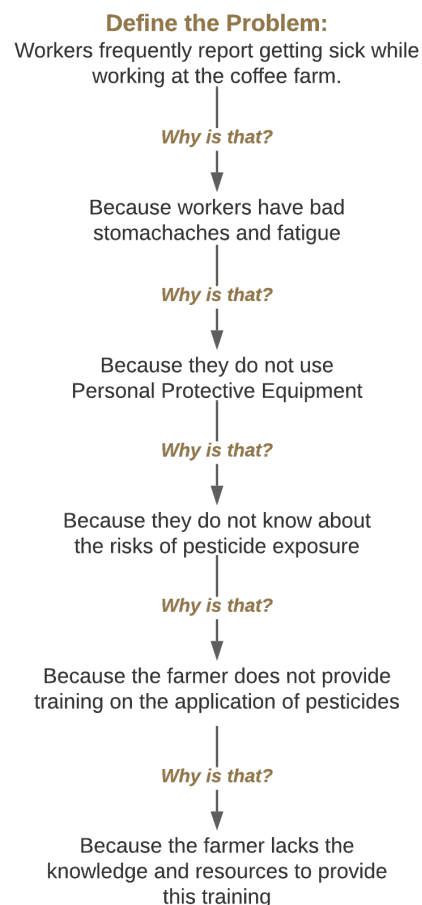 Define the Problem:
Workers frequently report getting sick while
working at the coffee farm.
Why is that?
Because workers have bad
stomachaches and fatigue
Why is that?
Because they do not use
Personal Protective Equipment
Why is that?
Because they do not know about
the risks of pesticide exposure
Why is that?
Because the farmer does not provide
training on the application of pesticides
Why is that?
Because the farmer lacks the
knowledge and resources to provide
this training